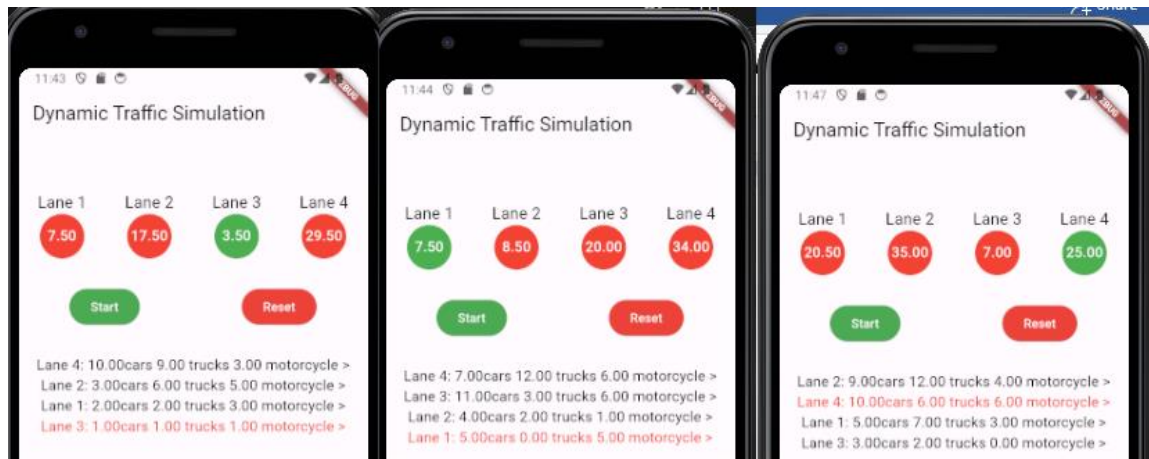 Share
11:43
Dynamic Traffic Simulation
Lane 1 Lane 2 Lane 3 Lane 4
7.50 17.50 3.50 29.50
Start Reset
Lane 4: 10.00cars 9.00 trucks 3.00 motorcycle >
Lane 2: 3.00cars 6.00 trucks 5.00 motorcycle >
Lane 1: 2.00cars 2.00 trucks 3.00 motorcycle >
Lane 3: 1.00cars 1.00 trucks 1.00 motorcycle >
11:44
Dynamic Traffic Simulation
Lane 1 Lane 2 Lane 3 Lane 4
7.50 8.50 20.00 34.00
Start Reset
Lane 4: 7.00cars 12.00 trucks 6.00 motorcycle >
Lane 3: 11.00cars 3.00 trucks 6.00 motorcycle >
Lane 2: 4.00cars 2.00 trucks 1.00 motorcycle >
Lane 1: 5.00cars 0.00 trucks 5.00 motorcycle >
11:47
Dynamic Traffic Simulation
Lane 1 Lane 2 Lane 3 Lane 4
20.50 35.00 7.00 25.00
Start Reset
Lane 2: 9.00cars 12.00 trucks 4.00 motorcycle >
Lane 4: 10.00cars 6.00 trucks 6.00 motorcycle >
Lane 1: 5.00cars 7.00 trucks 3.00 motorcycle >
Lane 3: 3.00cars 2.00 trucks 0.00 motorcycle >